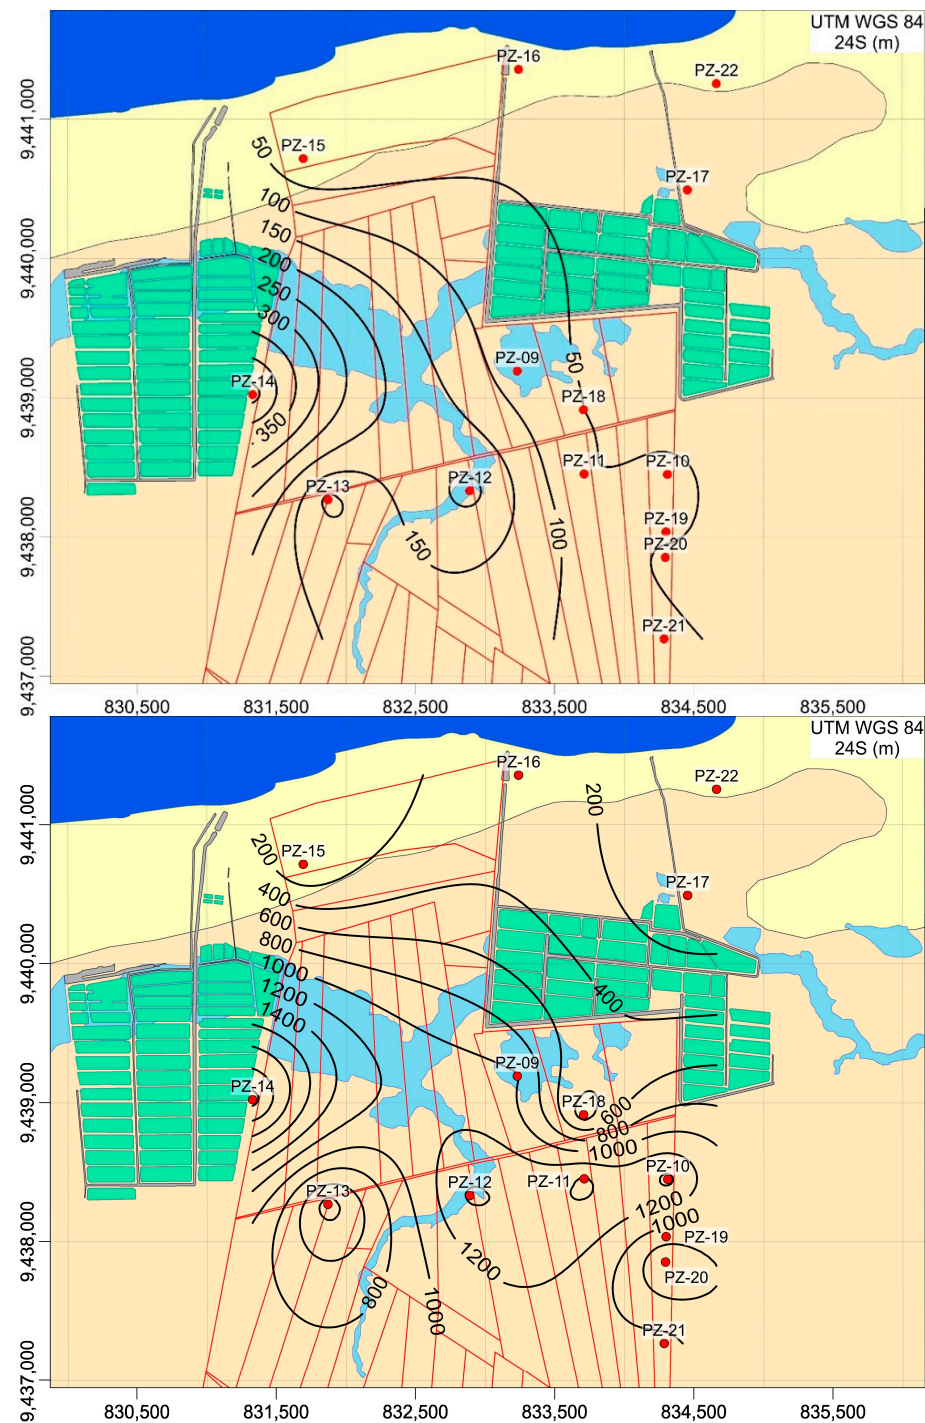 UTM WGS 84
24S (m)
PZ-16
PZ-22
9,441,000
50
PZ-15
PZ-17
100
150
9,440,000
200
250
300
PZ-09
50
PZ-14
9,439,000
PZ-18
350
PZ-11
PZ-10
PZ-12
PZ-13
9,438,000
150
100
PZ-19
PZ-20
PZ-21
9,437,000
830,500
831,500
832,500
833,500
834,500
835,500
UTM WGS 84
24S (m)
PZ-16
PZ-22
200
9,441,000
200
PZ-15
PZ-17
400
600
800
9,440,000
1000
1200
400
1400
PZ-09
PZ-14
9,439,000
PZ-18
600
800
1000
PZ-10
PZ-12
PZ-11
PZ-13
1200
1000
9,438,000
PZ-19
1200
PZ-20
800
1000
PZ-21
9,437,000
830,500
831,500
832,500
833,500
834,500
835,500